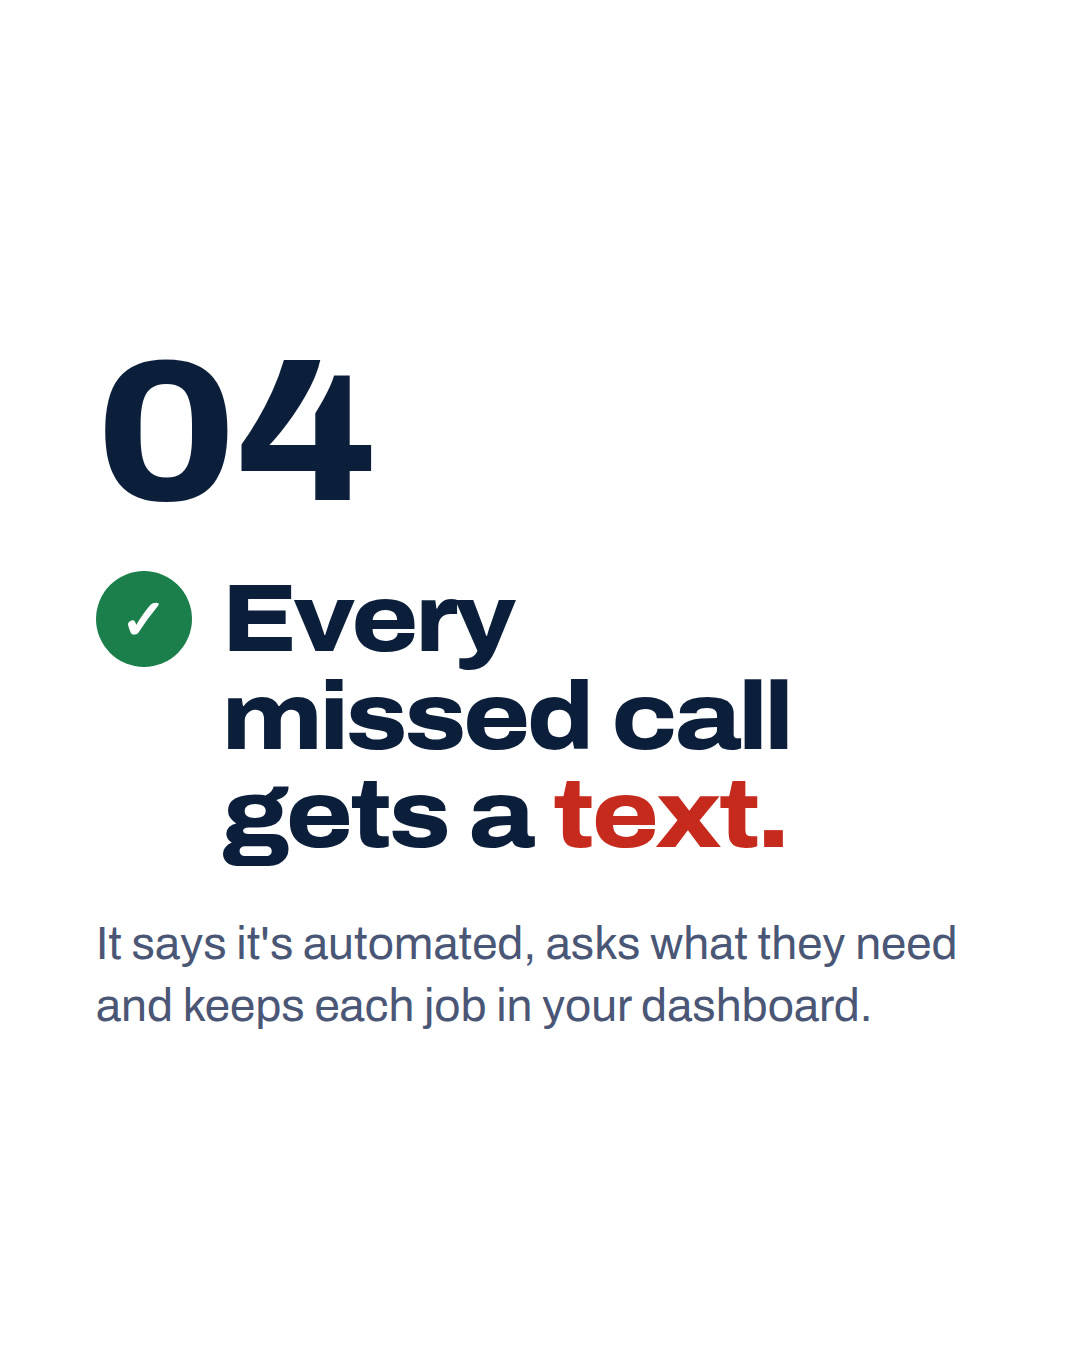 04
✓ Every
missed call
gets a text.
It says it's automated, asks what they need
and keeps each job in your dashboard.